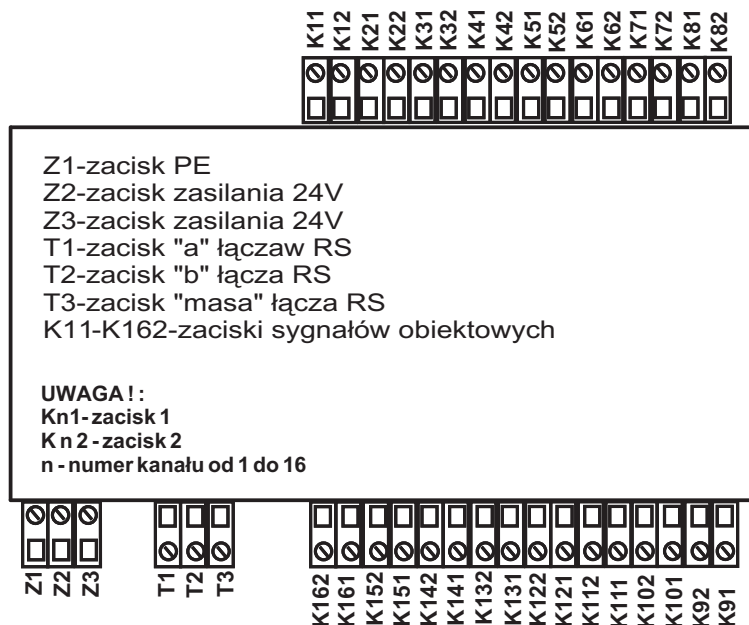 K11 K12 K21 K22 K31 K32 K41 K42 K51 K52 K61 K62 K71 K72 K81 K82
Z1-zacisk PE
Z2-zacisk zasilania 24V
Z3-zacisk zasilania 24V
T1-zacisk "a" łączaw RS
T2-zacisk "b" łącza RS
T3-zacisk "masa" łącza RS
K11-K162-zaciski sygnałów obiektowych
UWAGA ! :
Kn1- zacisk 1
K n 2 - zacisk 2
n - numer kanału od 1 do 16
Z1 Z2 Z3 T1 T2 T3 K162 K161 K152 K151 K142 K141 K132 K131 K122 K121 K112 K111 K102 K101 K92 K91